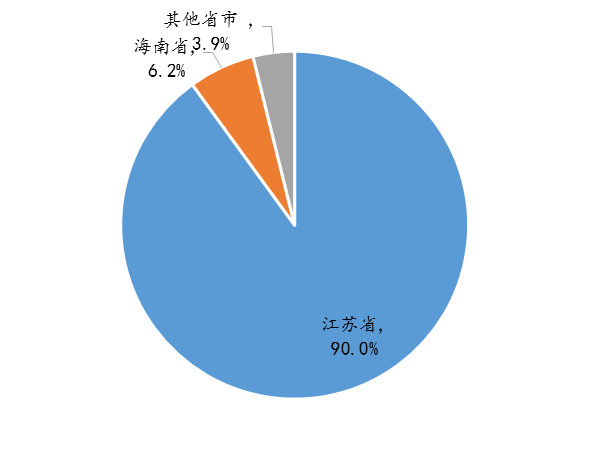 其他省市 ,
3.9%
海南省,
6.2%
江苏省,
90.0%